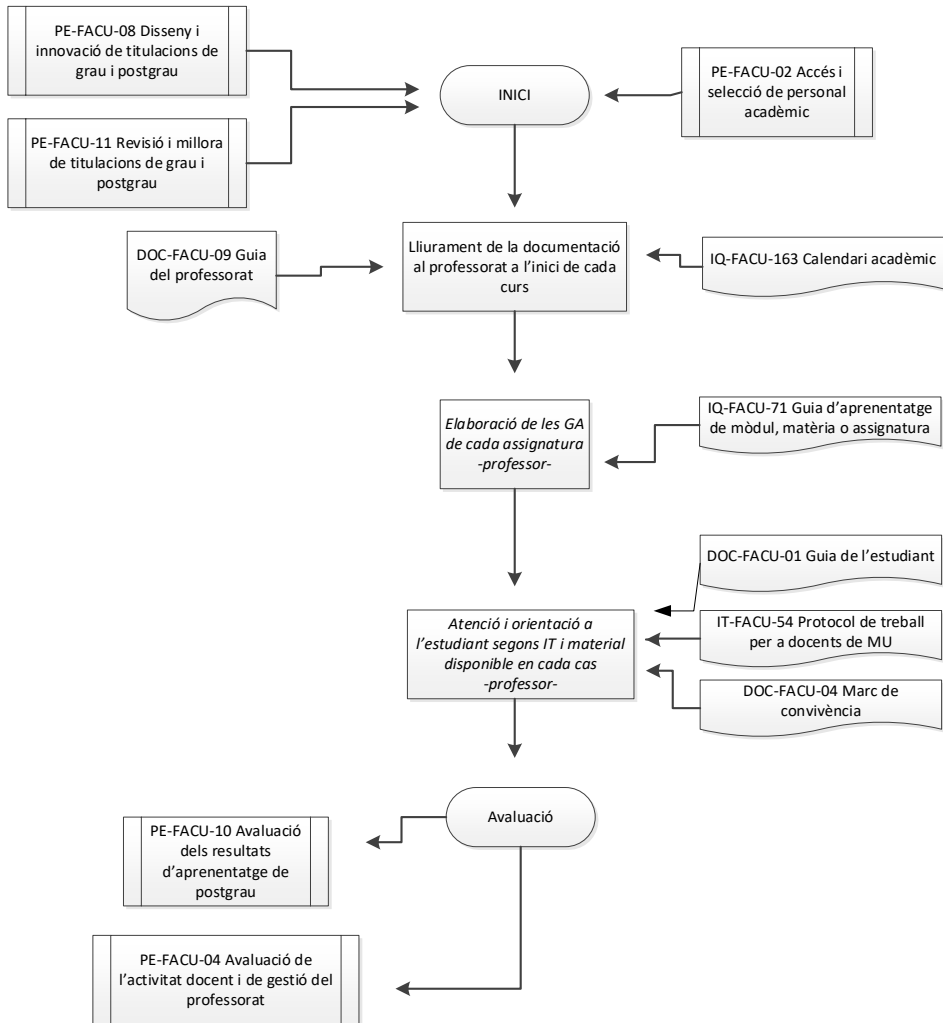 PE-FACU-08 Disseny i
innovació de titulacions de
grau i postgrau
INICI
PE-FACU-02 Accés i
selecció de personal
acadèmic
PE-FACU-11 Revisió i millora
de titulacions de grau i
postgrau
DOC-FACU-09 Guia
del professorat
Lliurament de la documentació
al professorat a l’inici de cada
curs
IQ-FACU-163 Calendari acadèmic
Elaboració de les GA
de cada assignatura
-professor-
IQ-FACU-71 Guia d’aprenentatge
de mòdul, matèria o assignatura
DOC-FACU-01 Guia de l’estudiant
Atenció i orientació a
l’estudiant segons IT i material
disponible en cada cas
-professor-
IT-FACU-54 Protocol de treball
per a docents de MU
DOC-FACU-04 Marc de
convivència
Avaluació
PE-FACU-10 Avaluació
dels resultats
d’aprenentatge de
postgrau
PE-FACU-04 Avaluació de
l’activitat docent i de gestió del
professorat